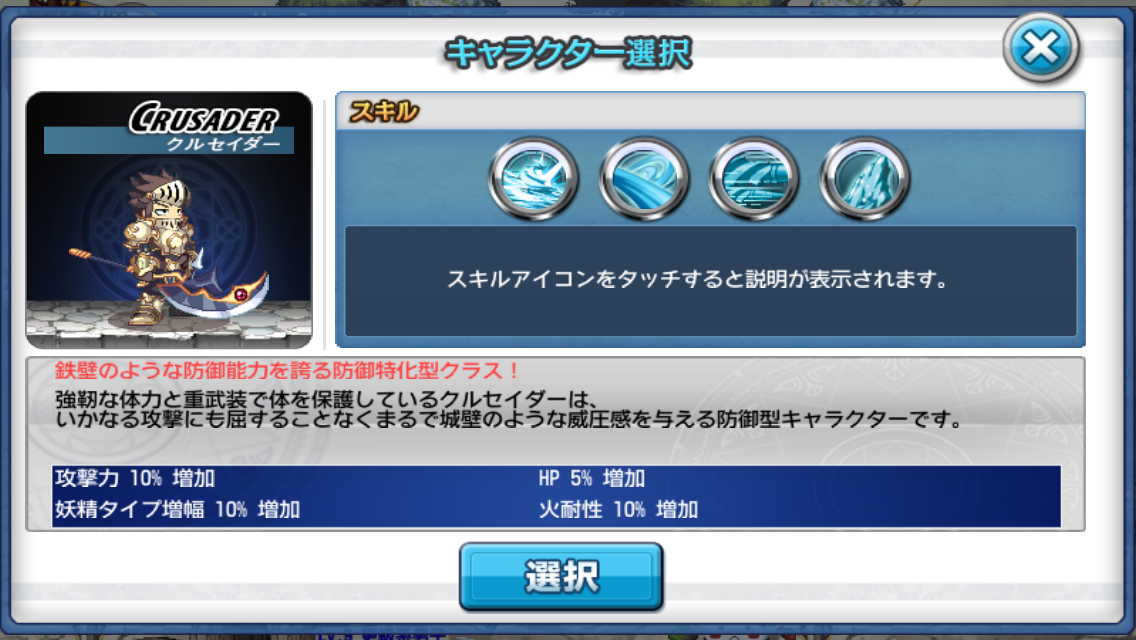 キャラクター選択
CRUSADER
クルセイダー
スキル
スキルアイコンをタッチすると説明が表示されます。
鉄壁のような防御能力を誇る防御特化型クラス！
強靭な体力と重武装で体を保護しているクルセイダーは、
いかなる攻撃にも屈することなくまるで城壁のような威圧感を与える防御型キャラクターです。
攻撃力 10% 増加
HP 5% 増加
妖精タイプ増幅 10% 増加
火耐性 10% 増加
選択